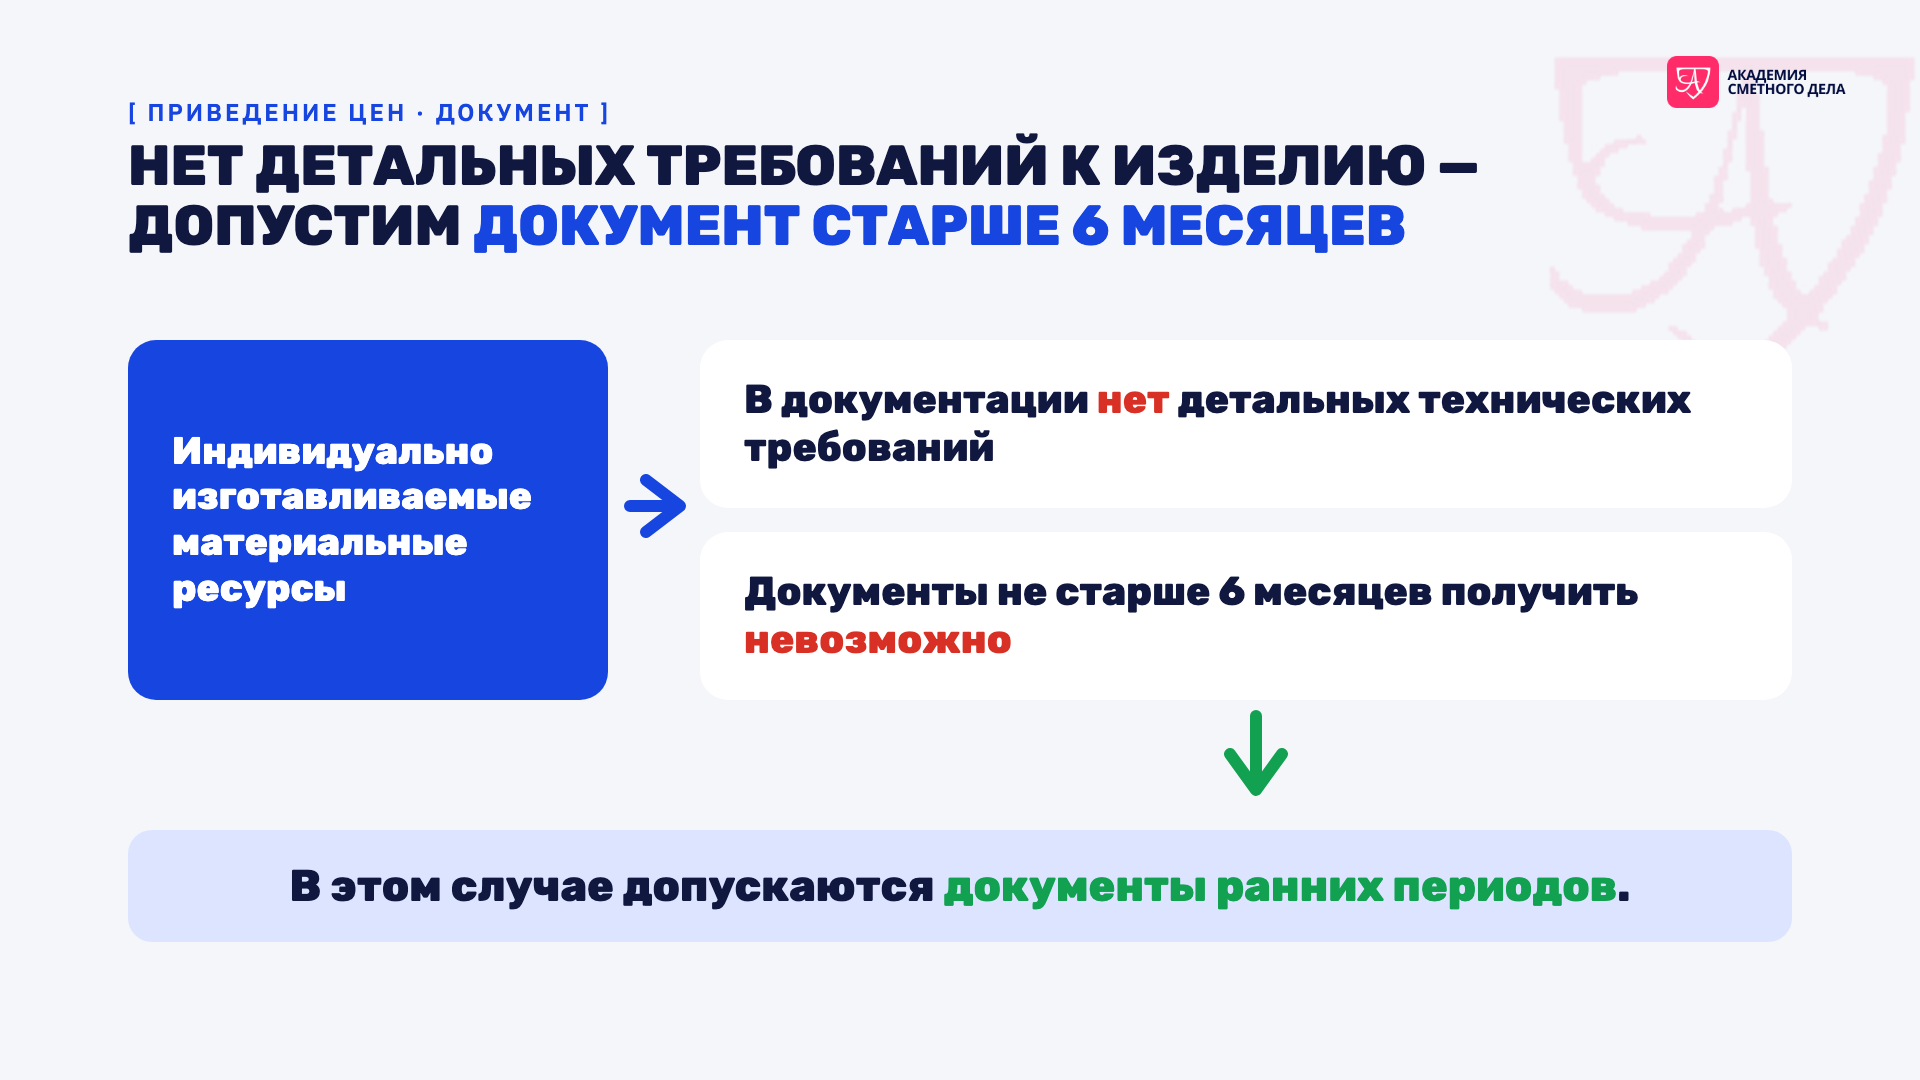 [ ПРИВЕДЕНИЕ ЦЕН · ДОКУМЕНТ ]
НЕТ ДЕТАЛЬНЫХ ТРЕБОВАНИЙ К ИЗДЕЛИЮ —
ДОПУСТИМ ДОКУМЕНТ СТАРШЕ 6 МЕСЯЦЕВ
АКАДЕМИЯ
СМЕТНОГО ДЕЛА
Индивидуально
изготавливаемые
материальные
ресурсы
В документации нет детальных технических
требований
Документы не старше 6 месяцев получить
невозможно
В этом случае допускаются документы ранних периодов.